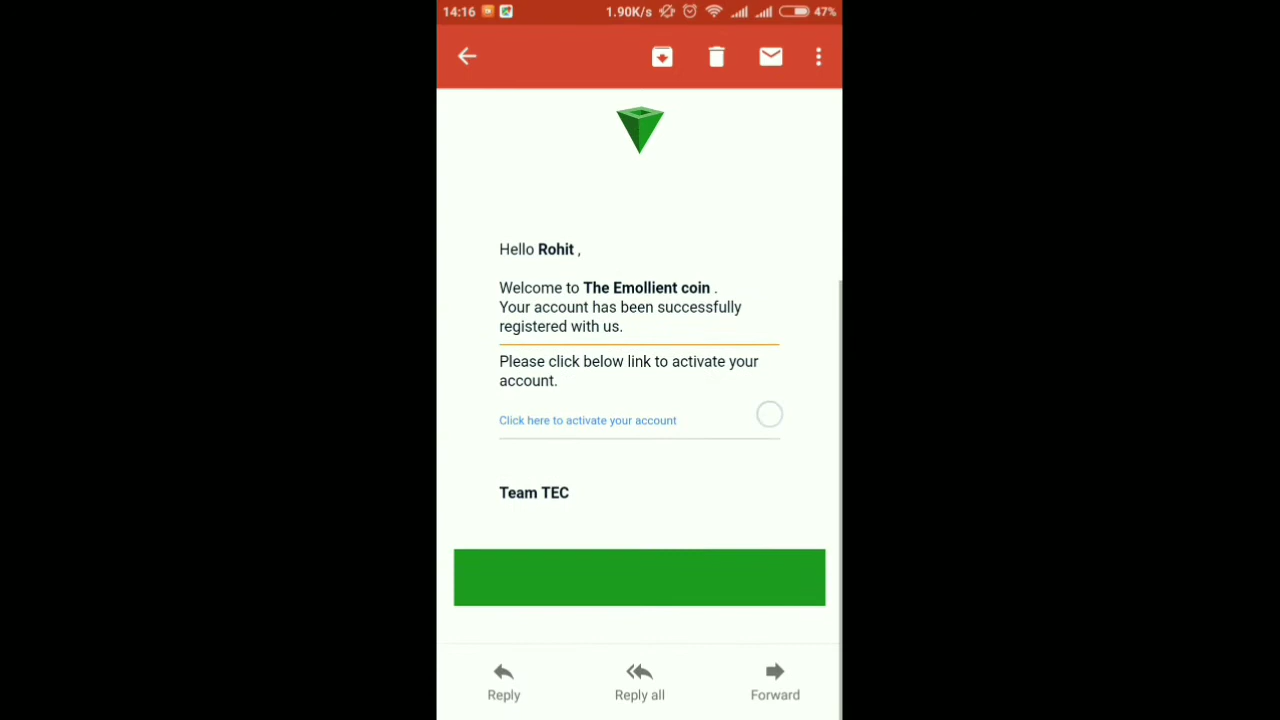 14:16 1.90K/s 47%
Hello Rohit ,
Welcome to The Emollient coin .
Your account has been successfully
registered with us.
Please click below link to activate your
account.
Click here to activate your account
Team TEC
Reply Reply all Forward